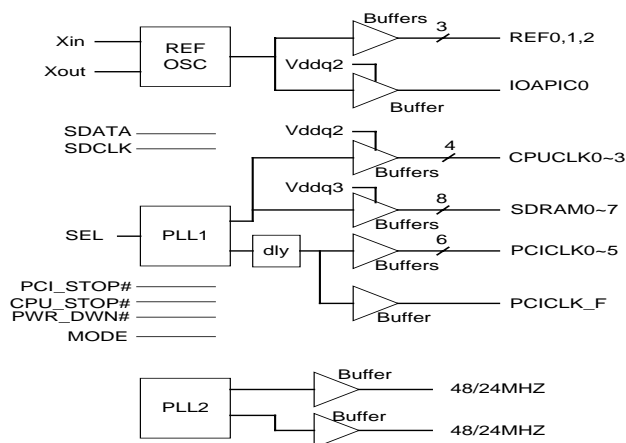 Buffers
Xin
REF OSC
3
REF0,1,2
Xout
Vddq2
IOAPIC0
Buffer
SDATA
SDCLK
Vddq2
4
CPUCLK0~3
Buffers
Vddq3
8
SDRAM0~7
Buffers
SEL
PLL1
dly
6
PCICLK0~5
Buffers
PCI_STOP#
CPU_STOP#
PWR_DWN#
MODE
PCICLK_F
Buffer
Buffer
48/24MHZ
PLL2
Buffer
48/24MHZ